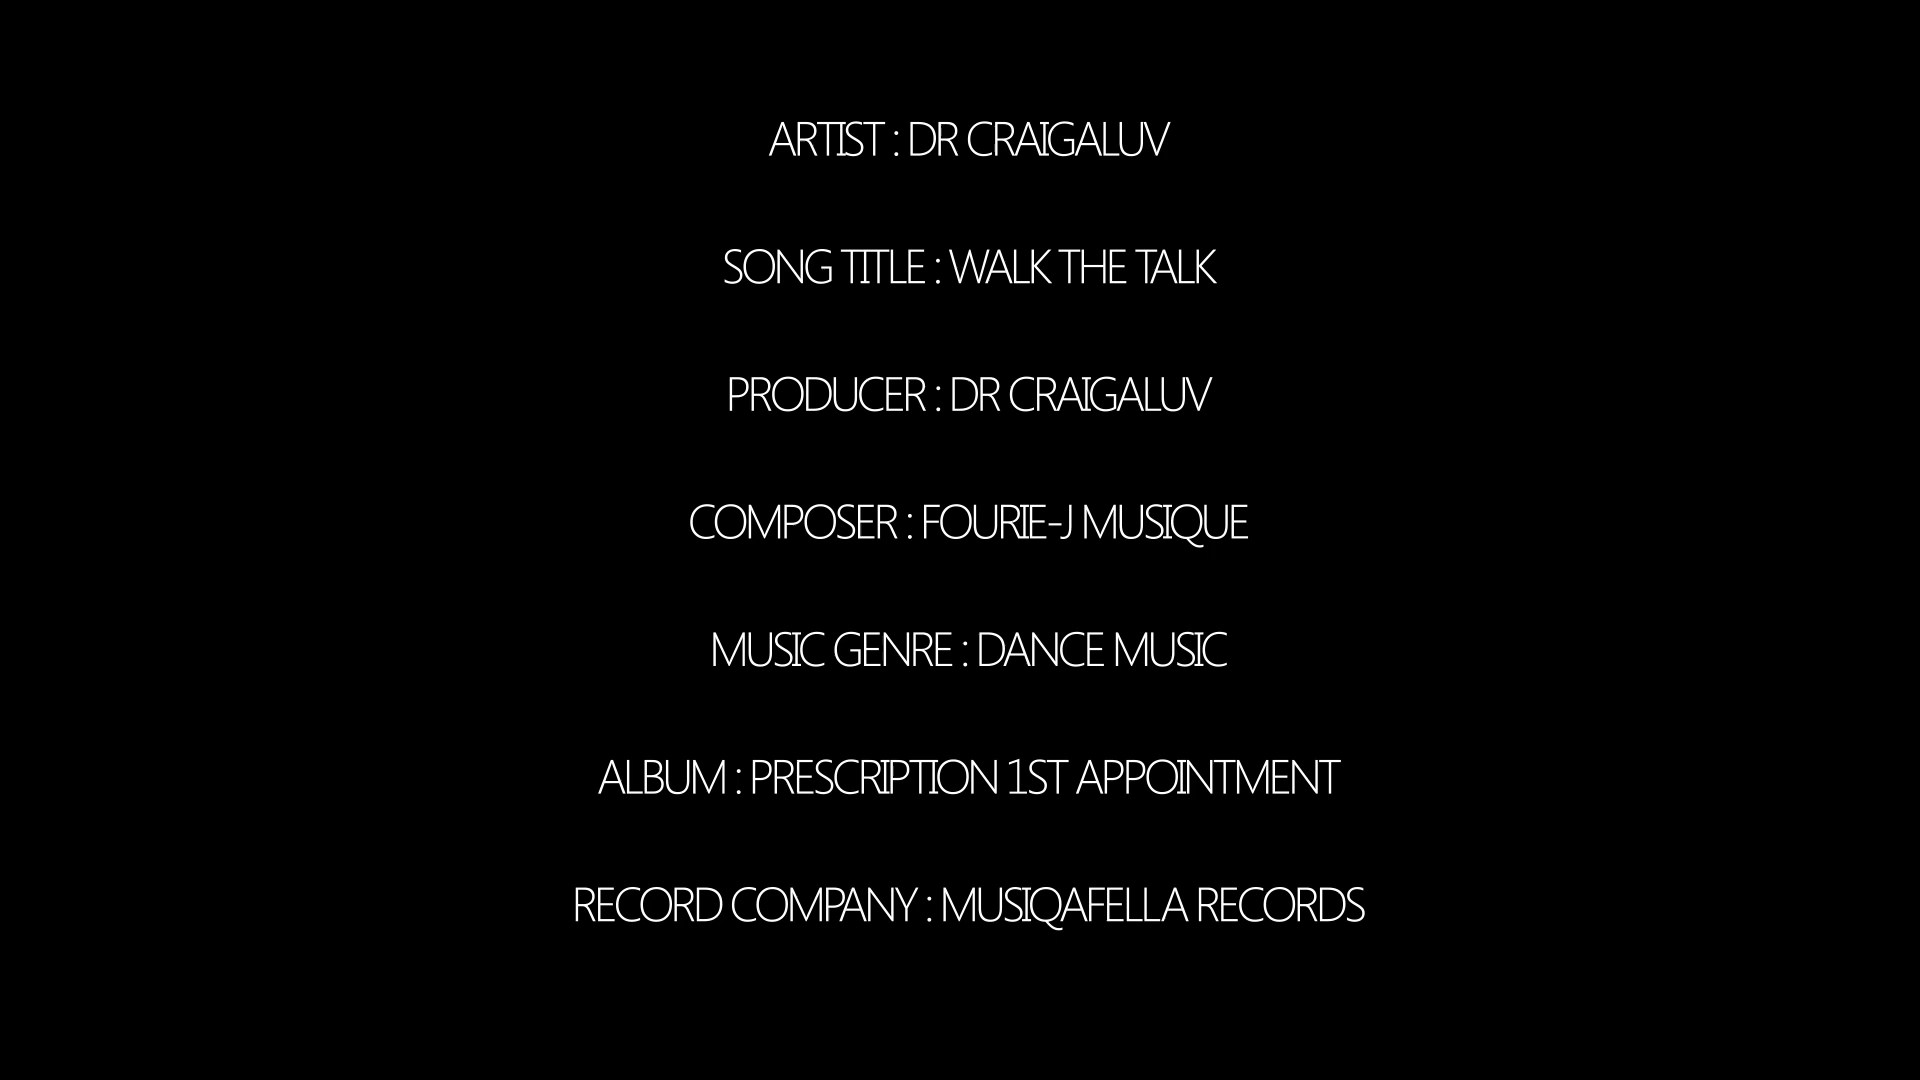 ARTIST : DR CRAIGALUV
SONG TITLE : WALK THE TALK
PRODUCER : DR CRAIGALUV
COMPOSER : FOURIE-J MUSIQUE
MUSIC GENRE : DANCE MUSIC
ALBUM : PRESCRIPTION 1ST APPOINTMENT
RECORD COMPANY : MUSIQAFELLA RECORDS